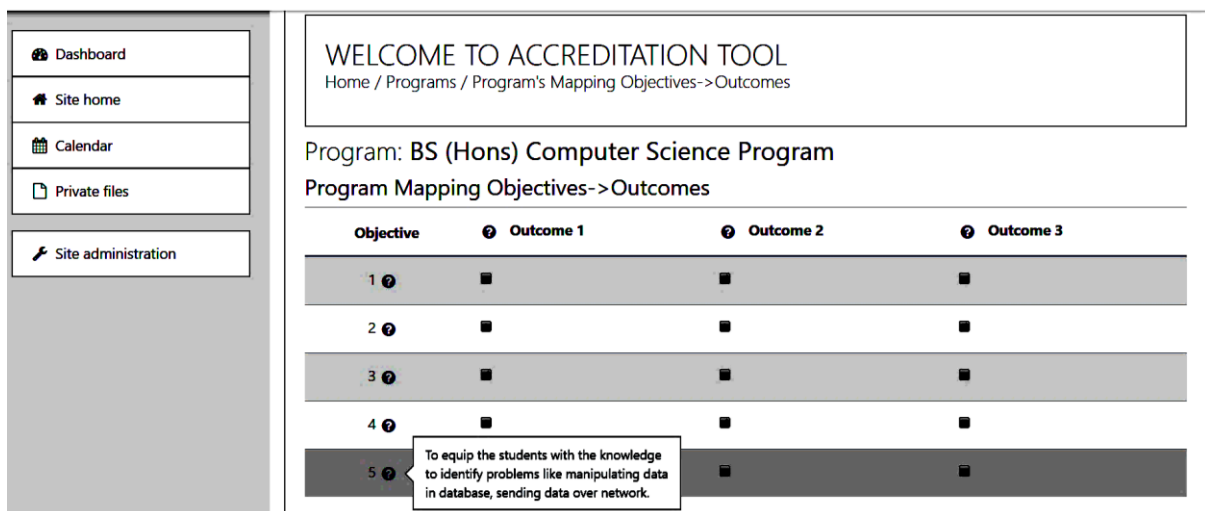 Dashboard
Site home
Calendar
Private files
Site administration
WELCOME TO ACCREDITATION TOOL
Home / Programs / Program's Mapping Objectives->Outcomes
Program: BS (Hons) Computer Science Program
Program Mapping Objectives->Outcomes
Objective ? Outcome 1 ? Outcome 2 ? Outcome 3
1 ?
2 ?
3 ?
4 ?
5 ?
To equip the students with the knowledge
to identify problems like manipulating data
in database, sending data over network.